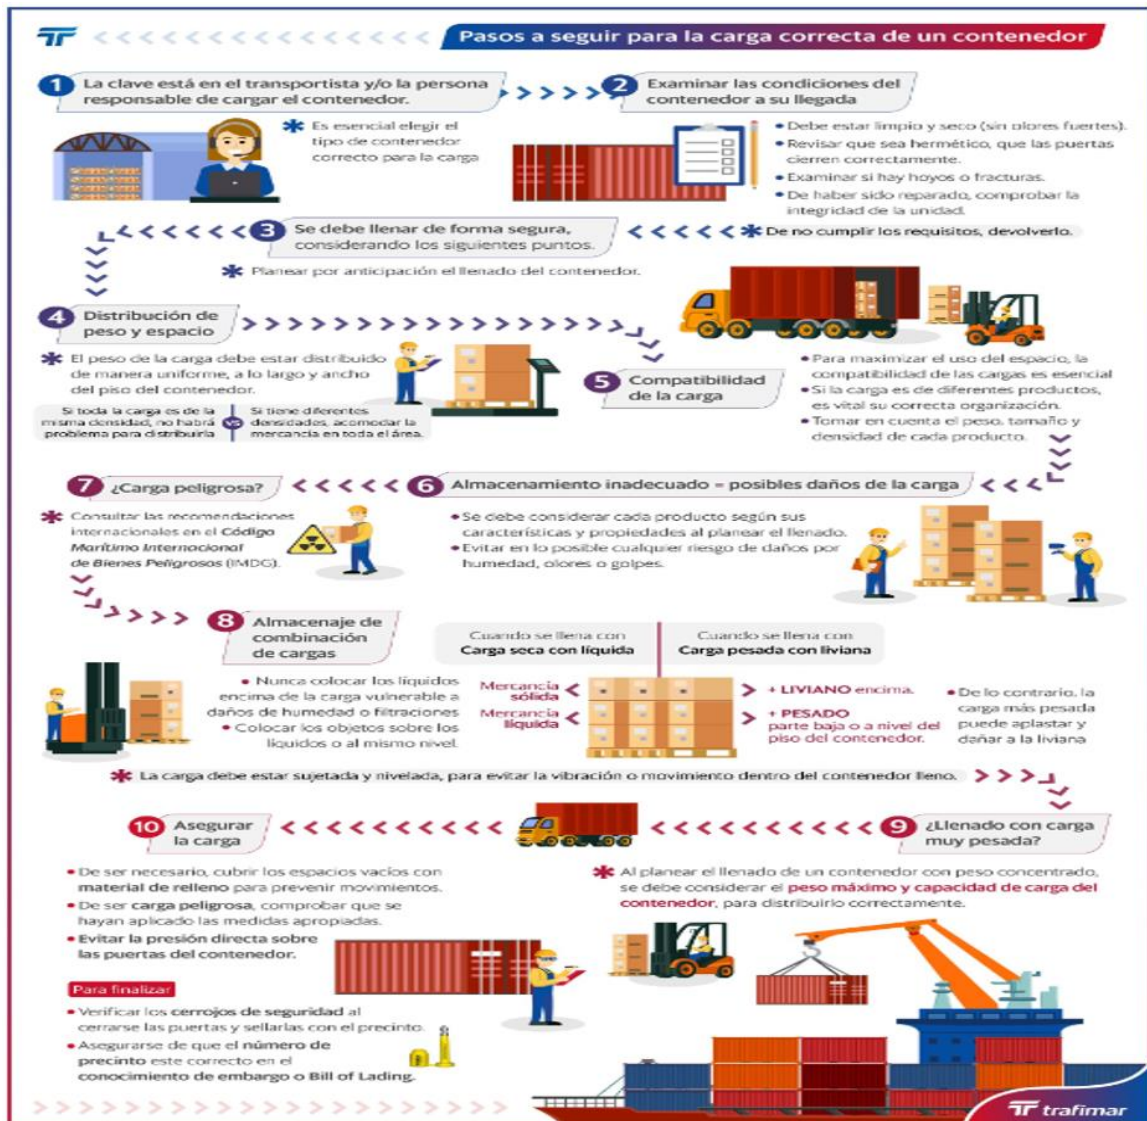 Pasos a seguir para la carga correcta de un contenedor
1
La clave está en el transportista y/o la persona
responsable de cargar el contenedor.
* Es esencial elegir el
tipo de contenedor
correcto para la carga
2
Examinar las condiciones del
contenedor a su llegada
• Debe estar limpio y seco (sin olores fuertes).
• Revisar que sea hermético, que las puertas
cierren correctamente.
• Examinar si hay hoyos o fracturas.
• De haber sido reparado, comprobar la
integridad de la unidad.
* De no cumplir los requisitos, devolverlo.
3
Se debe llenar de forma segura,
considerando los siguientes puntos.
* Planear por anticipación el llenado del contenedor.
4
Distribución de
peso y espacio
* El peso de la carga debe estar distribuido
de manera uniforme, a lo largo y ancho
del piso del contenedor.
Si toda la carga es de la
misma densidad, no habrá
problema para distribuirla
VS
Si tiene diferentes
densidades, acomodar la
mercancía en toda el área.
5
Compatibilidad
de la carga
• Para maximizar el uso del espacio, la
compatibilidad de las cargas es esencial
• Si la carga es de diferentes productos,
es vital su correcta organización.
• Tomar en cuenta el peso, tamaño y
densidad de cada producto.
6
Almacenamiento inadecuado = posibles daños de la carga
• Se debe considerar cada producto según sus
características y propiedades al planear el llenado.
• Evitar en lo posible cualquier riesgo de daños por
humedad, olores o golpes.
7
¿Carga peligrosa?
* Consultar las recomendaciones
internacionales en el Código
Marítimo Internacional
de Bienes Peligrosos (IMDG).
8
Almacenaje de
combinación
de cargas
• Nunca colocar los líquidos
encima de la carga vulnerable a
daños de humedad o filtraciones
• Colocar los objetos sobre los
líquidos o al mismo nivel.
Cuando se llena con
Carga seca con líquida
Cuando se llena con
Carga pesada con liviana
Mercancía
sólida
Mercancía
líquida
+ LIVIANO encima.
+ PESADO
parte baja o a nivel del
piso del contenedor.
• De lo contrario, la
carga más pesada
puede aplastar y
dañar a la liviana
* La carga debe estar sujetada y nivelada, para evitar la vibración o movimiento dentro del contenedor lleno.
9
¿Llenado con carga
muy pesada?
* Al planear el llenado de un contenedor con peso concentrado,
se debe considerar el peso máximo y capacidad de carga del
contenedor, para distribuirlo correctamente.
10
Asegurar
la carga
• De ser necesario, cubrir los espacios vacíos con
material de relleno para prevenir movimientos.
• De ser carga peligrosa, comprobar que se
hayan aplicado las medidas apropiadas.
• Evitar la presión directa sobre
las puertas del contenedor.
Para finalizar
• Verificar los cerrojos de seguridad al
cerrarse las puertas y sellarlas con el precinto.
• Asegurarse de que el número de
precinto este correcto en el
conocimiento de embargo o Bill of Lading.
trafimar